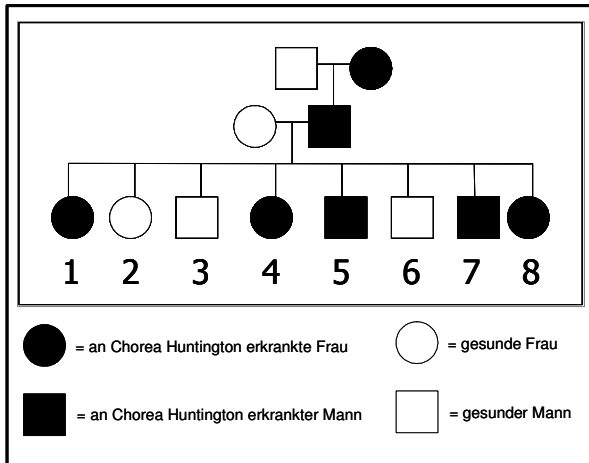 1 2 3 4 5 6 7 8
= an Chorea Huntington erkrankte Frau
= gesunde Frau
= an Chorea Huntington erkrankter Mann
= gesunder Mann